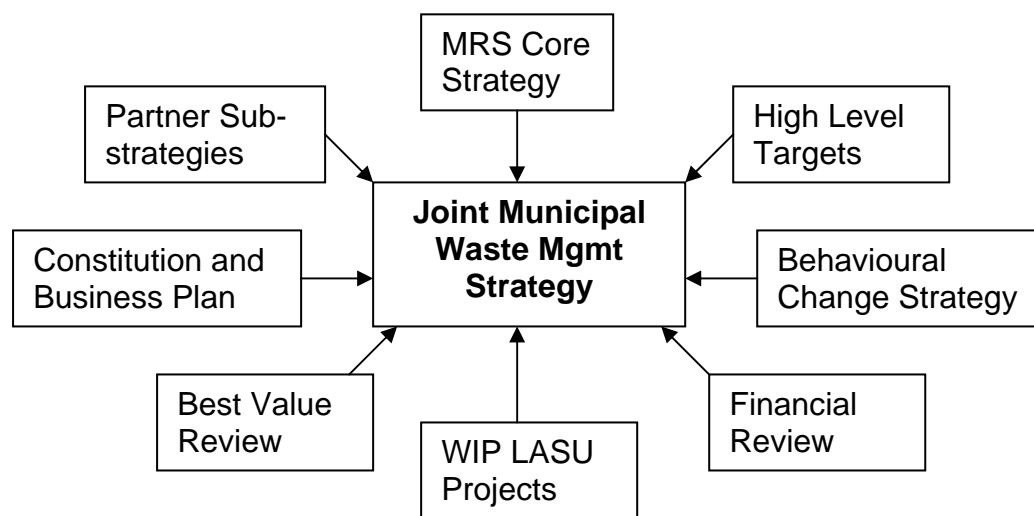 MRS Core
Strategy
Partner Sub-
strategies
High Level
Targets
Joint Municipal
Waste Mgmt
Strategy
Constitution and
Business Plan
Behavioural
Change Strategy
Best Value
Review
WIP LASU
Projects
Financial
Review